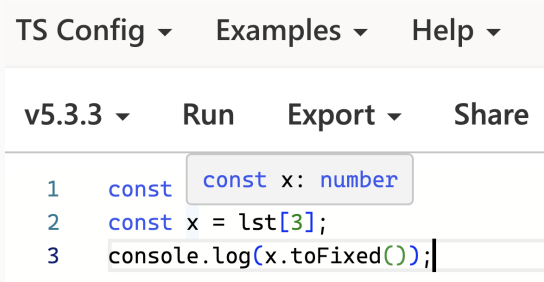 TS Config Examples Help
v5.3.3 Run Export Share
const x: number
1 const
2 const x = lst[3];
3 console.log(x.toFixed());